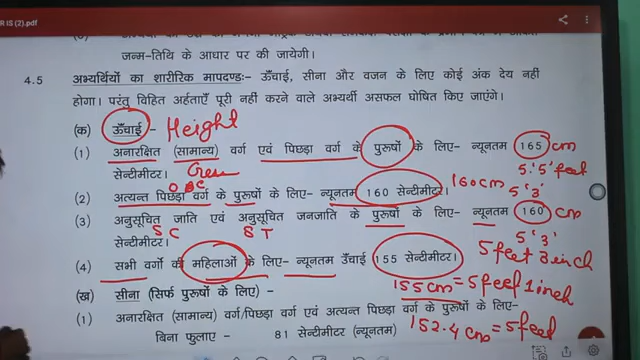 R IS (2).pdf
जन्म-तिथि के आधार पर की जायेगी।
4.5 अभ्यर्थियों का शारीरिक मापदण्डः- ऊँचाई, सीना और वजन के लिए कोई अंक देय नहीं
होगा। परंतु विहित अर्हताएँ पूरी नहीं करने वाले अभ्यर्थी असफल घोषित किए जाएंगे।
(क) ऊँचाई- Height
(1) अनारक्षित (सामान्य) वर्ग एवं पिछड़ा वर्ग के पुरूषों के लिए- न्यूनतम 165 cm
सेन्टीमीटर। Gen 5.'5' feet
OBC
(2) अत्यन्त पिछड़ा वर्ग के पुरूषों के लिए- न्यूनतम 160 सेन्टीमीटर। 160cm 5'3'
(3) अनुसूचित जाति एवं अनुसूचित जनजाति के पुरूषों के लिए- न्यूनतम 160 cm
सेन्टीमीटर। SC ST 5.'3'
(4) सभी वर्गों की महिलाओं के लिए- न्यूनतम ऊँचाई 155 सेन्टीमीटर। 5 feet 3 inch
155 cm = 5 feet 1 inch
(ख) सीना (सिर्फ पुरूषों के लिए) -
(1) अनारक्षित (सामान्य) वर्ग/पिछड़ा वर्ग एवं अत्यन्त पिछड़ा वर्ग के पुरूषों के लिए-
बिना फुलाए - 81 सेन्टीमीटर (न्यूनतम) 152.4 cm = 5 feet